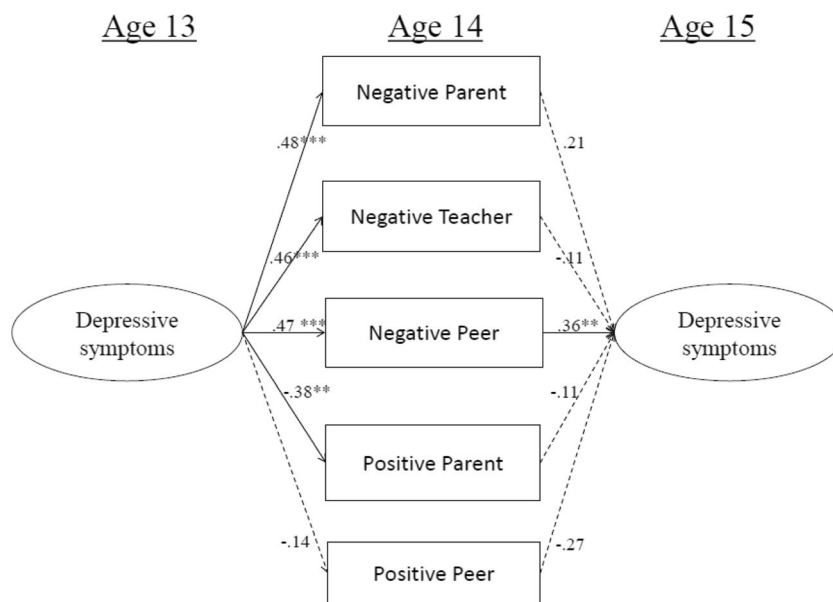 Age 13
Age 14
Age 15
Negative Parent
.48***
.21
Negative Teacher
.46***
-.11
Depressive
symptoms
.47 ***
Negative Peer
.36**
Depressive
symptoms
-.38**
-.11
Positive Parent
-.14
-.27
Positive Peer